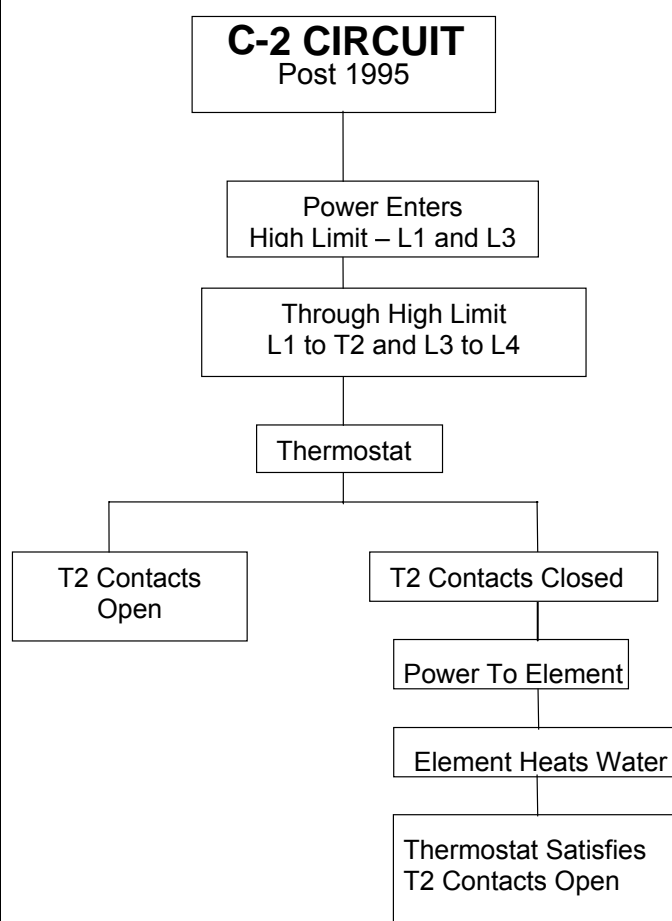 C-2 CIRCUIT
Post 1995
Power Enters
High Limit – L1 and L3
Through High Limit
L1 to T2 and L3 to L4
Thermostat
T2 Contacts
Open
T2 Contacts Closed
Power To Element
Element Heats Water
Thermostat Satisfies
T2 Contacts Open